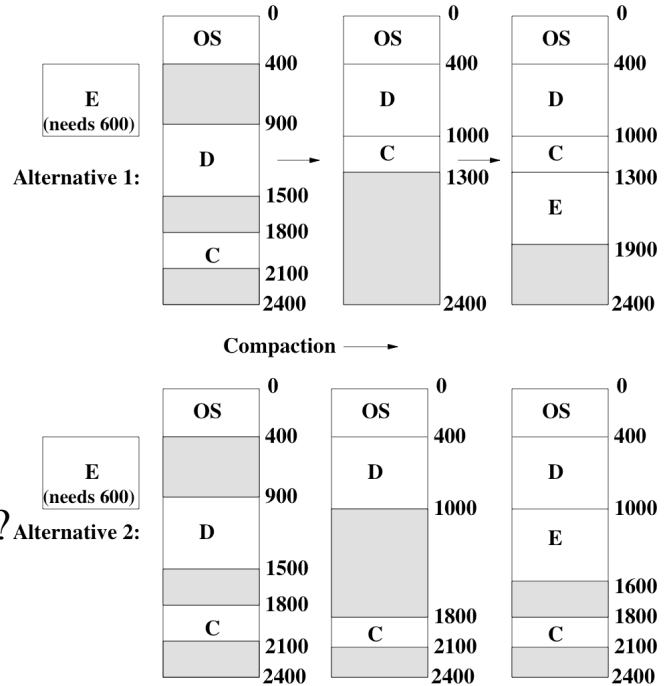 0
OS
400
E
(needs 600)
900
D
Alternative 1:
1500
1800
C
2100
2400
0
OS
400
D
1000
C
1300
2400
0
OS
400
D
1000
C
1300
E
1900
2400
Compaction
0
OS
400
E
(needs 600)
900
? Alternative 2:
D
1500
1800
C
2100
2400
0
OS
400
D
1000
1800
C
2100
2400
0
OS
400
D
1000
E
1600
1800
C
2100
2400